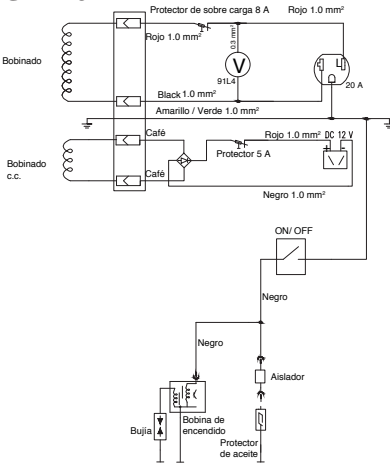 Protector de sobre carga 8 A
Rojo 1.0 mm²
Rojo 1.0 mm²
0.3 mm²
Bobinado
V
91L4
20 A
Black 1.0 mm²
Amarillo / Verde 1.0 mm²
Café
Rojo 1.0 mm²
DC 12 V
+ -
Protector 5 A
Bobinado
c.c.
Café
Negro 1.0 mm²
ON/ OFF
Negro
Negro
Aislador
Bujía
Bobina de
encendido
Protector
de aceite